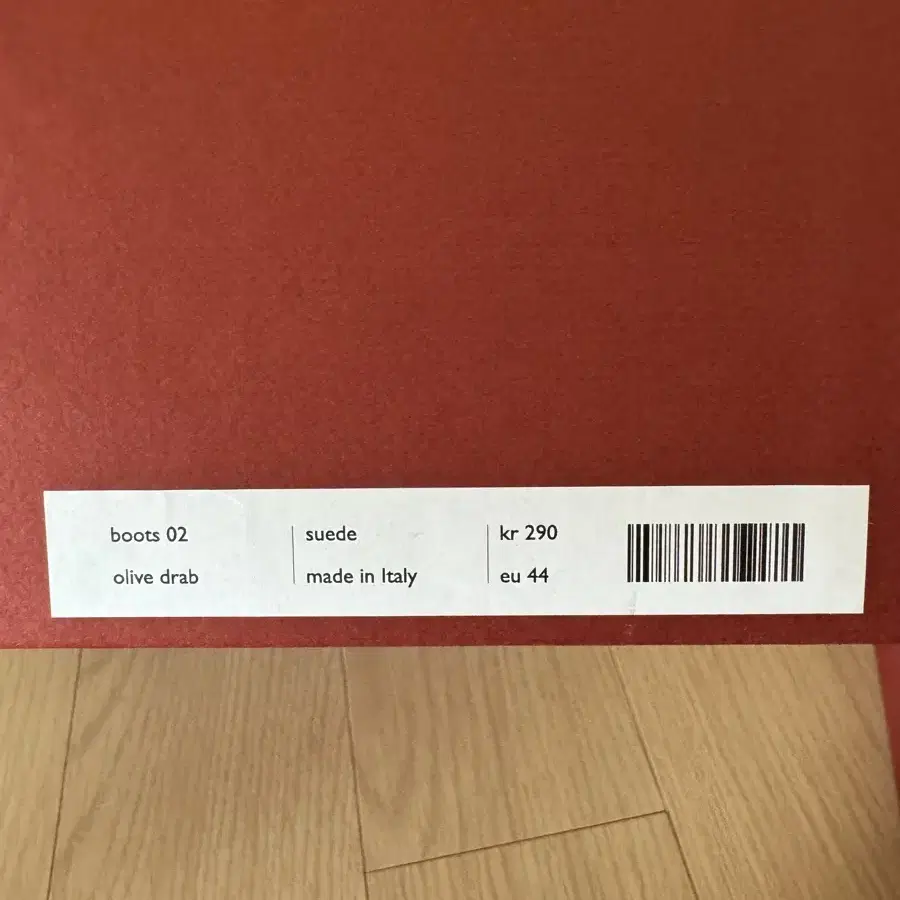 boots 02
olive drab
suede
made in Italy
kr 290
eu 44